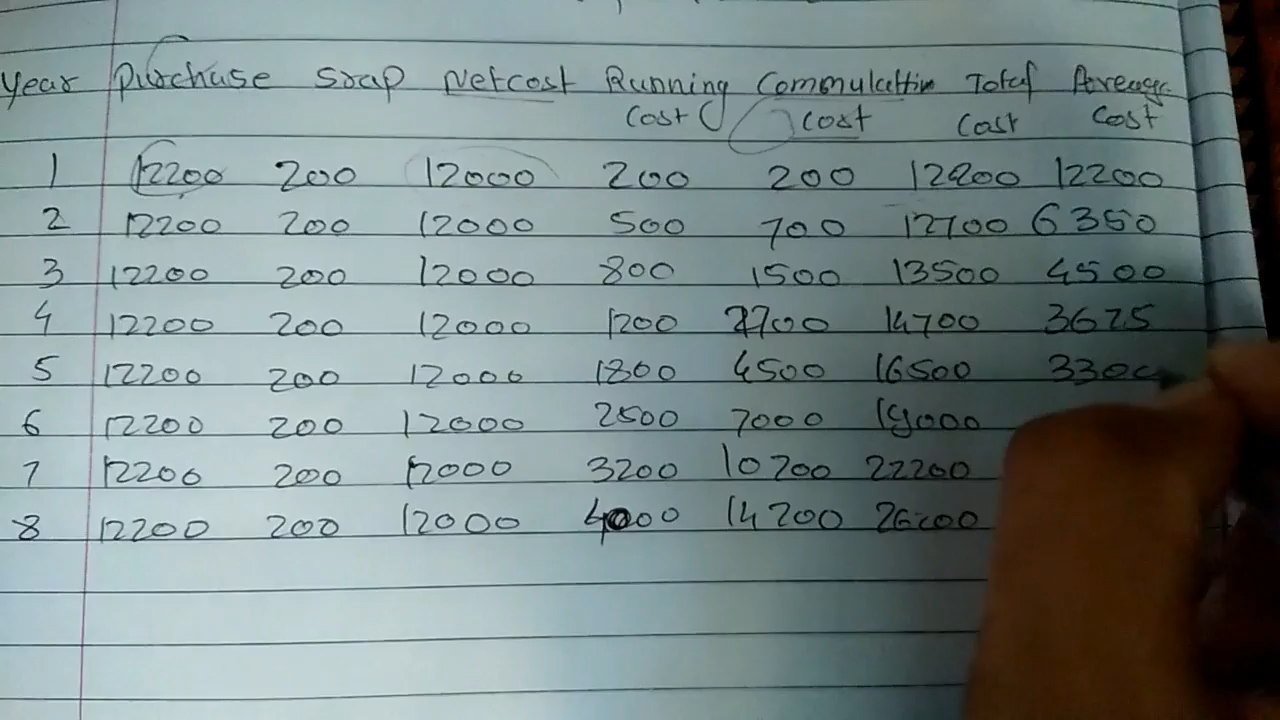 Year Purchase Srap Netcost Running Commulcttin Total Average
Cost cost Cost Cost
1 12200 200 12000 200 200 12200 12200
2 12200 200 12000 500 700 12700 6350
3 12200 200 12000 800 1500 13500 4500
4 12200 200 12000 1200 2700 14700 3675
5 12200 200 12000 1800 4500 16500 3300
6 12200 200 12000 2500 7000 19000
7 12200 200 12000 3200 10200 22200
8 12200 200 12000 4000 14200 26200